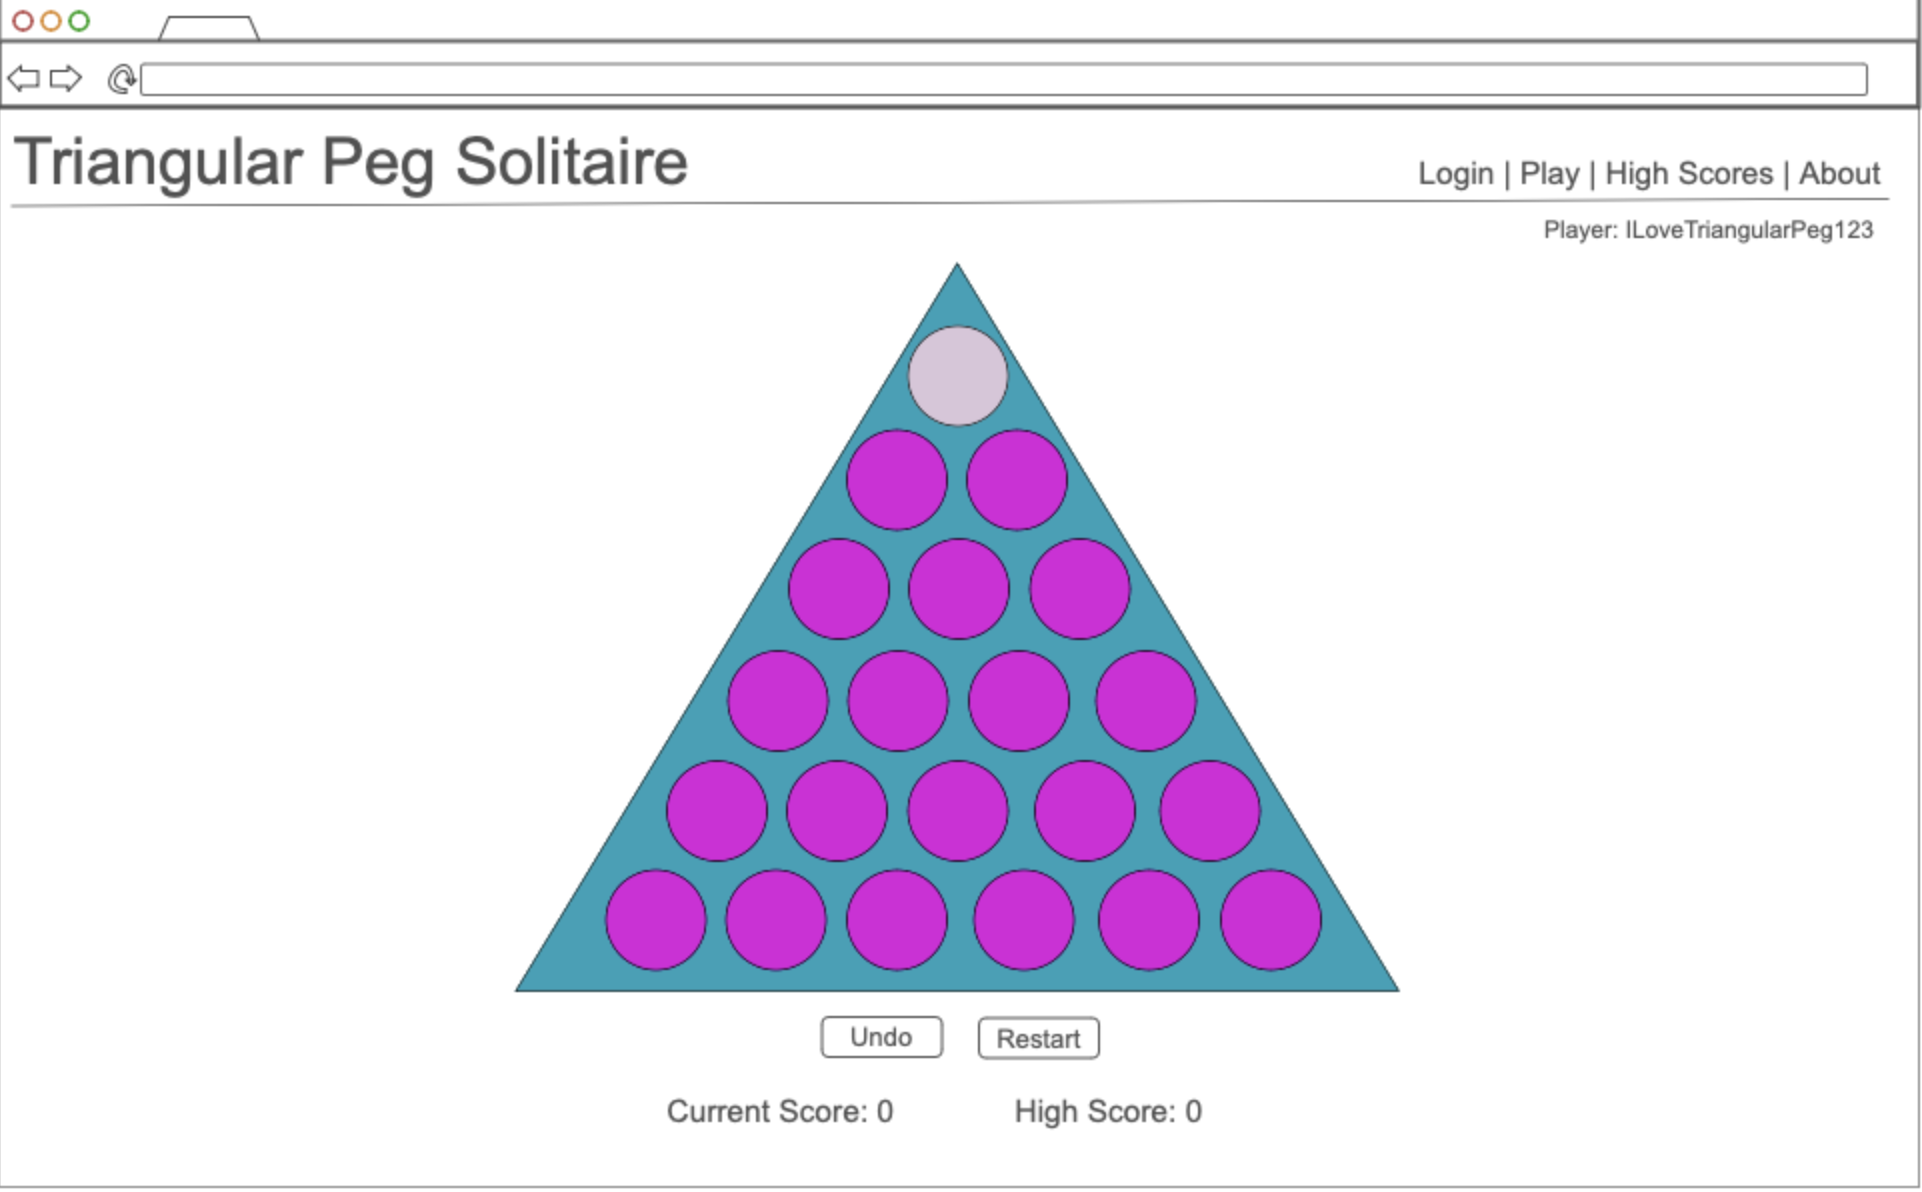 Triangular Peg Solitaire
Login | Play | High Scores | About
Player: ILoveTriangularPeg123
Undo
Restart
Current Score: 0
High Score: 0